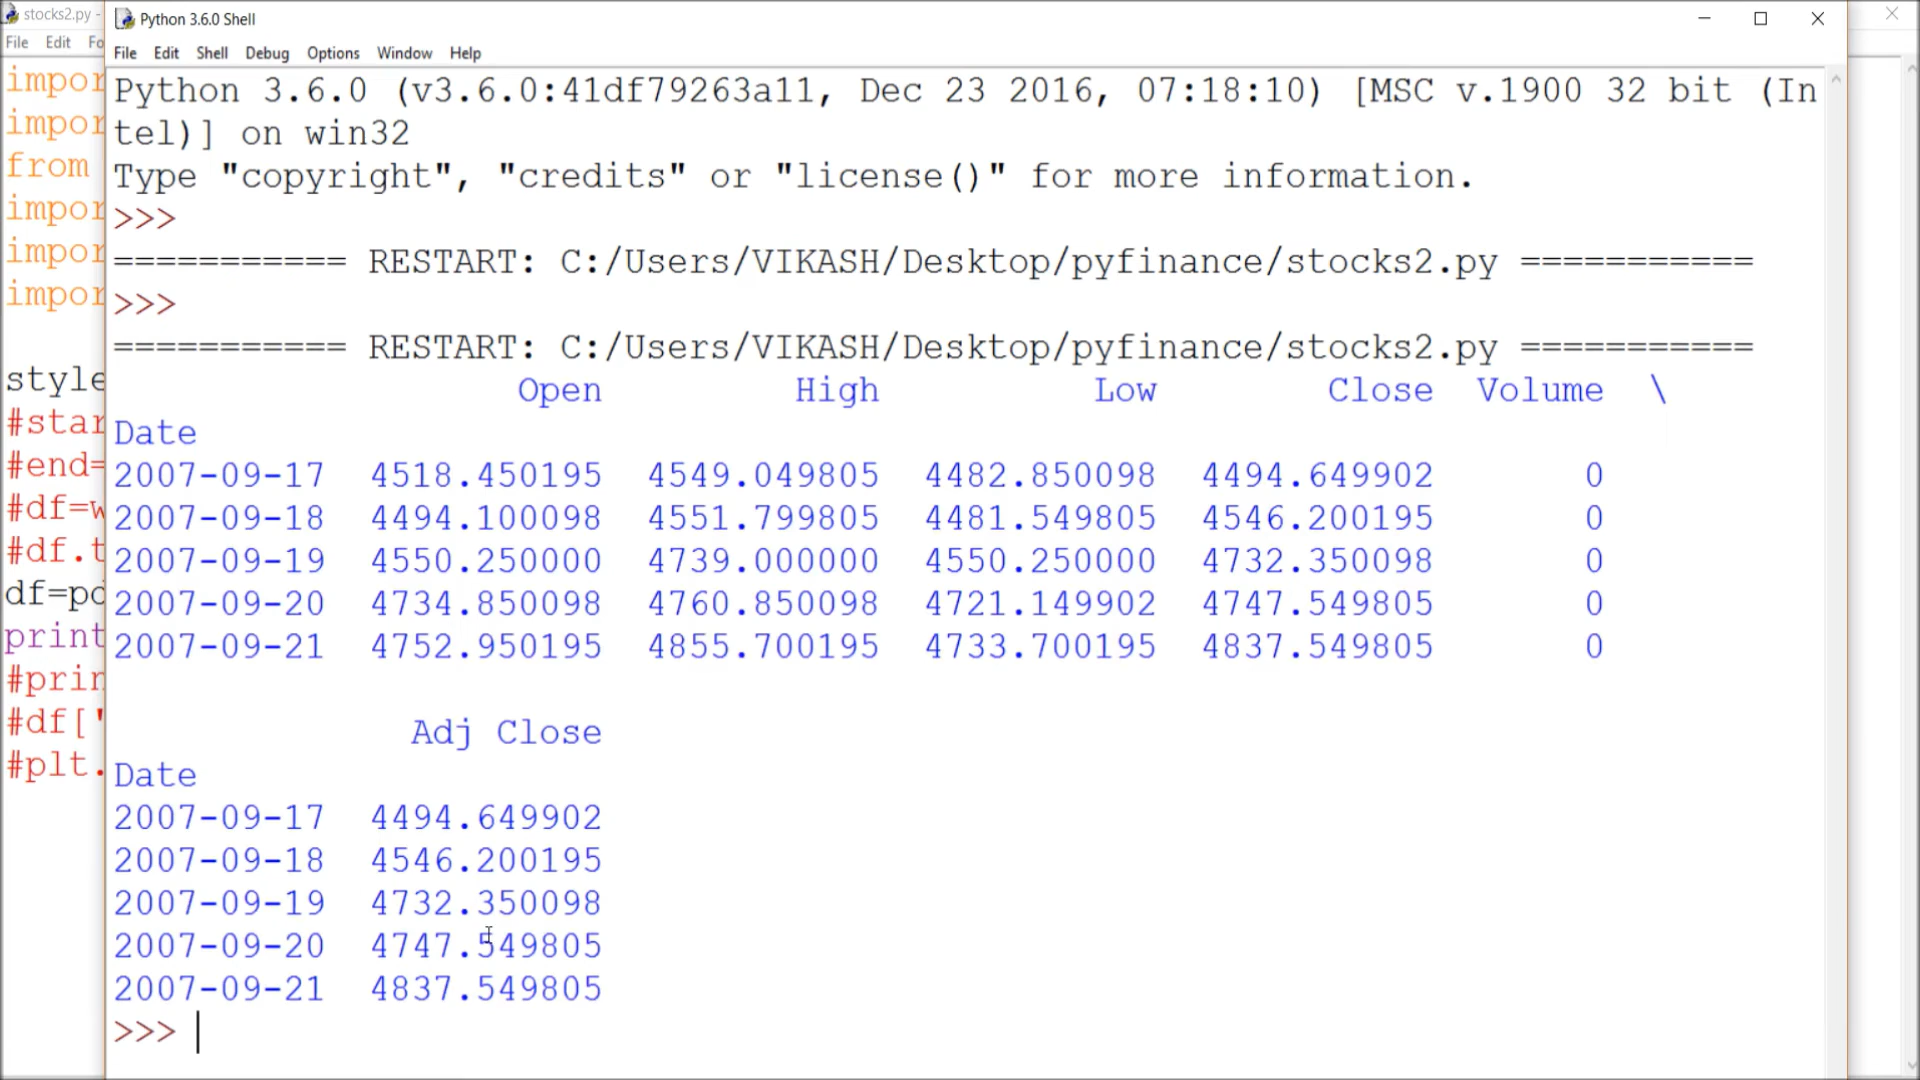 stocks2.py -
File Edit Fo
impor
impor
from
impor
impor
impor
style
#star
#end=
#df=w
#df.t
df=pd
print
#prin
#df['
#plt.
Python 3.6.0 Shell
File Edit Shell Debug Options Window Help
Python 3.6.0 (v3.6.0:41df79263a11, Dec 23 2016, 07:18:10) [MSC v.1900 32 bit (In
tel)] on win32
Type "copyright", "credits" or "license()" for more information.
>>>
=========== RESTART: C:/Users/VIKASH/Desktop/pyfinance/stocks2.py ===========
>>>
=========== RESTART: C:/Users/VIKASH/Desktop/pyfinance/stocks2.py ===========
Open High Low Close Volume \
Date
2007-09-17 4518.450195 4549.049805 4482.850098 4494.649902 0
2007-09-18 4494.100098 4551.799805 4481.549805 4546.200195 0
2007-09-19 4550.250000 4739.000000 4550.250000 4732.350098 0
2007-09-20 4734.850098 4760.850098 4721.149902 4747.549805 0
2007-09-21 4752.950195 4855.700195 4733.700195 4837.549805 0
Adj Close
Date
2007-09-17 4494.649902
2007-09-18 4546.200195
2007-09-19 4732.350098
2007-09-20 4747.549805
2007-09-21 4837.549805
>>>